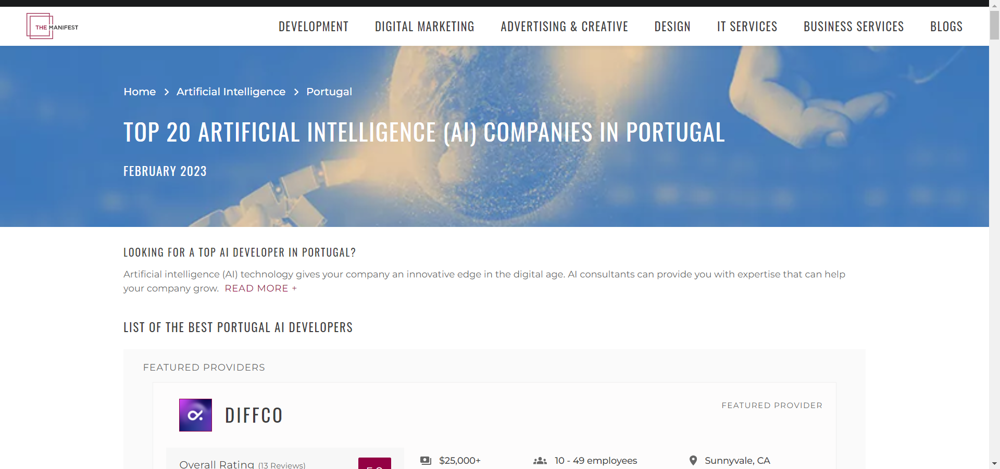 THE MANIFEST
DEVELOPMENT
DIGITAL MARKETING
ADVERTISING & CREATIVE
DESIGN
IT SERVICES
BUSINESS SERVICES
BLOGS
Home > Artificial Intelligence > Portugal
TOP 20 ARTIFICIAL INTELLIGENCE (AI) COMPANIES IN PORTUGAL
FEBRUARY 2023
LOOKING FOR A TOP AI DEVELOPER IN PORTUGAL?
Artificial intelligence (AI) technology gives your company an innovative edge in the digital age. AI consultants can provide you with expertise that can help
your company grow. READ MORE +
LIST OF THE BEST PORTUGAL AI DEVELOPERS
FEATURED PROVIDERS
DIFFCO
FEATURED PROVIDER
Overall Rating (13 Reviews)
$25,000+
10 - 49 employees
Sunnyvale, CA